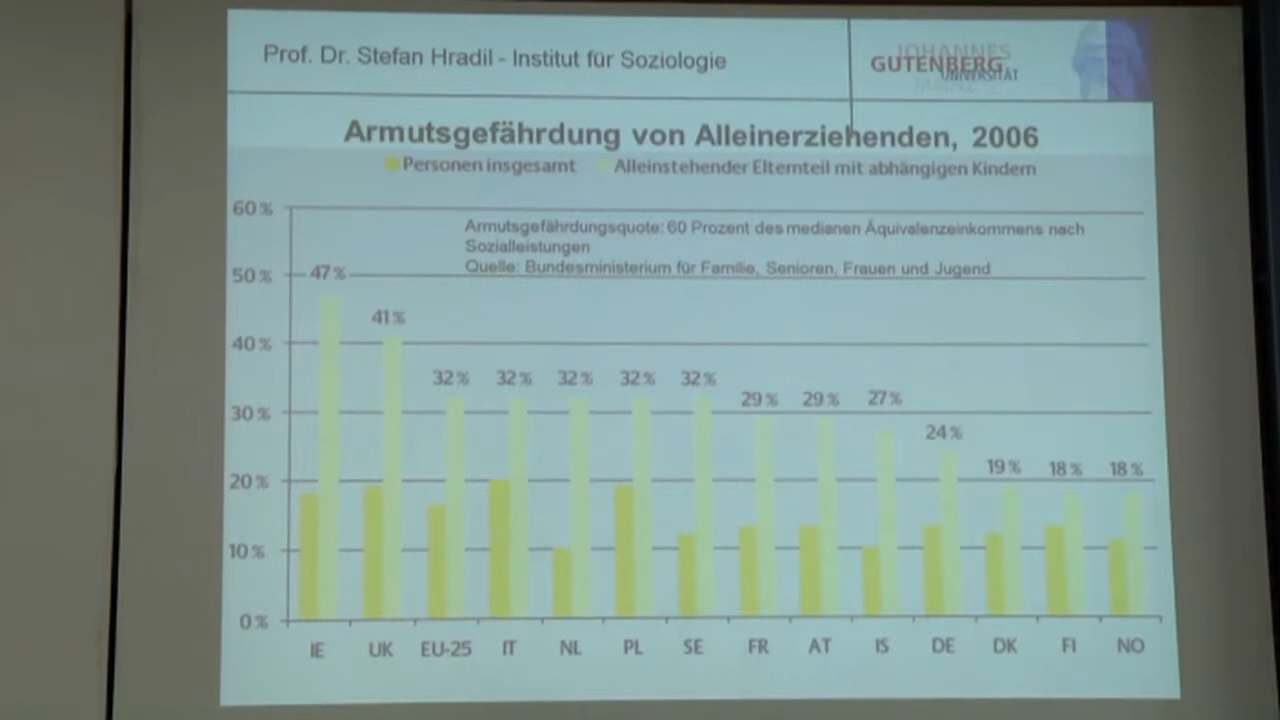 Prof. Dr. Stefan Hradil - Institut für Soziologie
JOHANNES
GUTENBERG
UNIVERSITÄT
MAINZ
Armutsgefährdung von Alleinerziehenden, 2006
Personen insgesamt Alleinstehender Elternteil mit abhängigen Kindern
Armutsgefährdungsquote: 60 Prozent des medianen Äquivalenzeinkommens nach
Sozialleistungen
Quelle: Bundesministerium für Familie, Senioren, Frauen und Jugend
60%
50%
40%
30%
20%
10%
0%
47% 41% 32% 32% 32% 32% 32% 29% 29% 27% 24% 19% 18% 18%
IE UK EU-25 IT NL PL SE FR AT IS DE DK FI NO